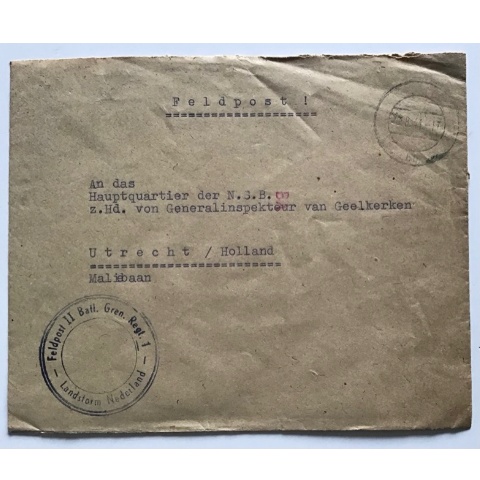 Feldpost!
An das
Hauptquartier der N.S.B.
z.Hd. von Generalinspekteur van Geelkerken
Utrecht / Holland
Maliebaan
Feldpost II Batl. Gren. Regt. 1
- Landstorm Nederland -